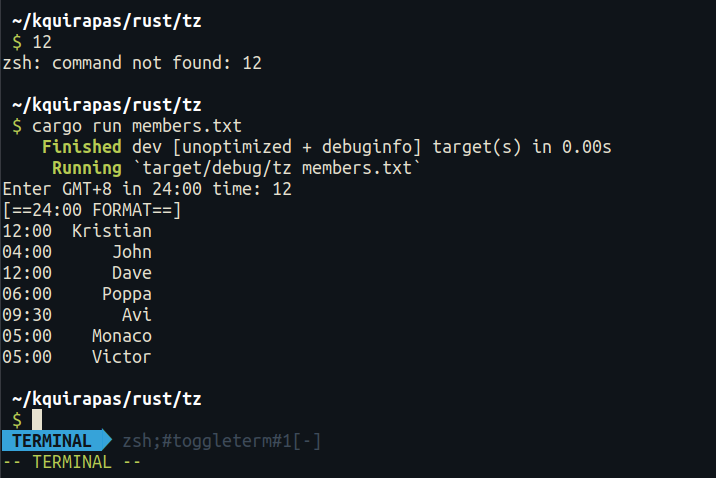 ~/kquirapas/rust/tz
$ 12
zsh: command not found: 12
~/kquirapas/rust/tz
$ cargo run members.txt
Finished dev [unoptimized + debuginfo] target(s) in 0.00s
Running `target/debug/tz members.txt`
Enter GMT+8 in 24:00 time: 12
[==24:00 FORMAT==]
12:00  Kristian
04:00      John
12:00      Dave
06:00     Poppa
09:30       Avi
05:00    Monaco
05:00    Victor
~/kquirapas/rust/tz
$
TERMINAL zsh;#toggleterm#1[-]
-- TERMINAL --